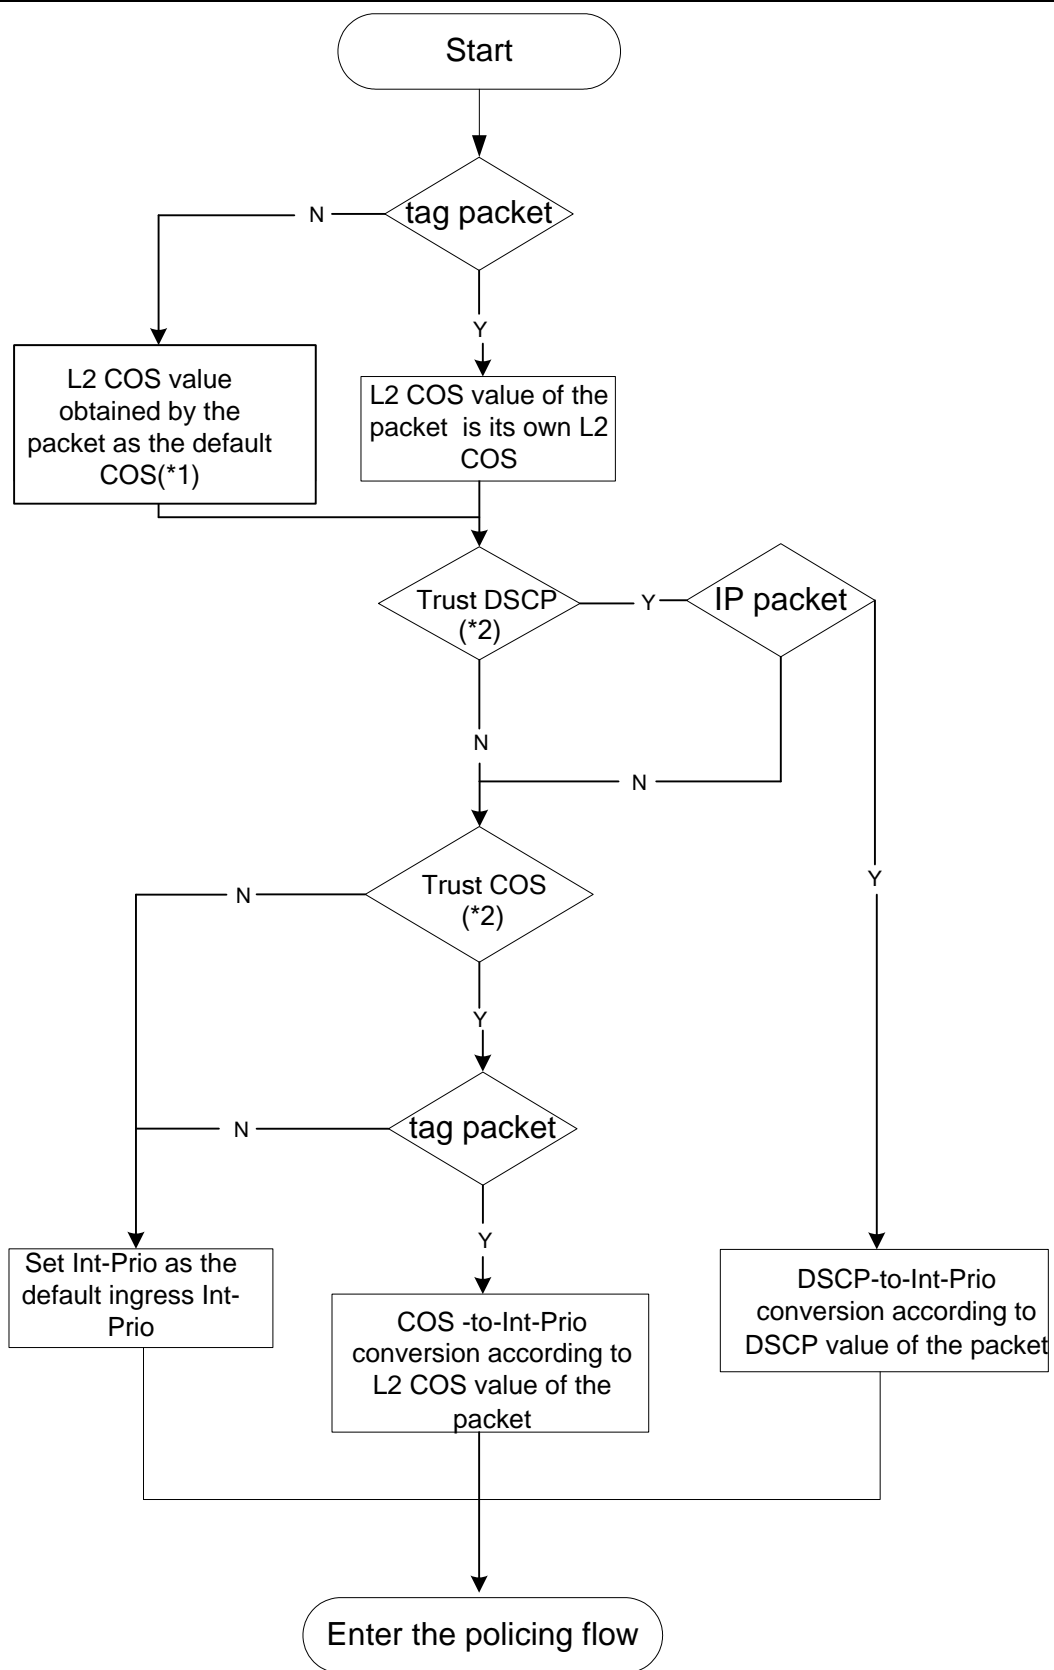 Start
tag packet
N
Y
L2 COS value
obtained by the
packet as the default
COS(*1)
L2 COS value of the
packet is its own L2
COS
Trust DSCP
(*2)
Y
IP packet
N
N
Y
Trust COS
(*2)
N
Y
tag packet
N
Y
Set Int-Prio as the
default ingress Int-
Prio
COS -to-Int-Prio
conversion according to
L2 COS value of the
packet
DSCP-to-Int-Prio
conversion according to
DSCP value of the packet
Enter the policing flow